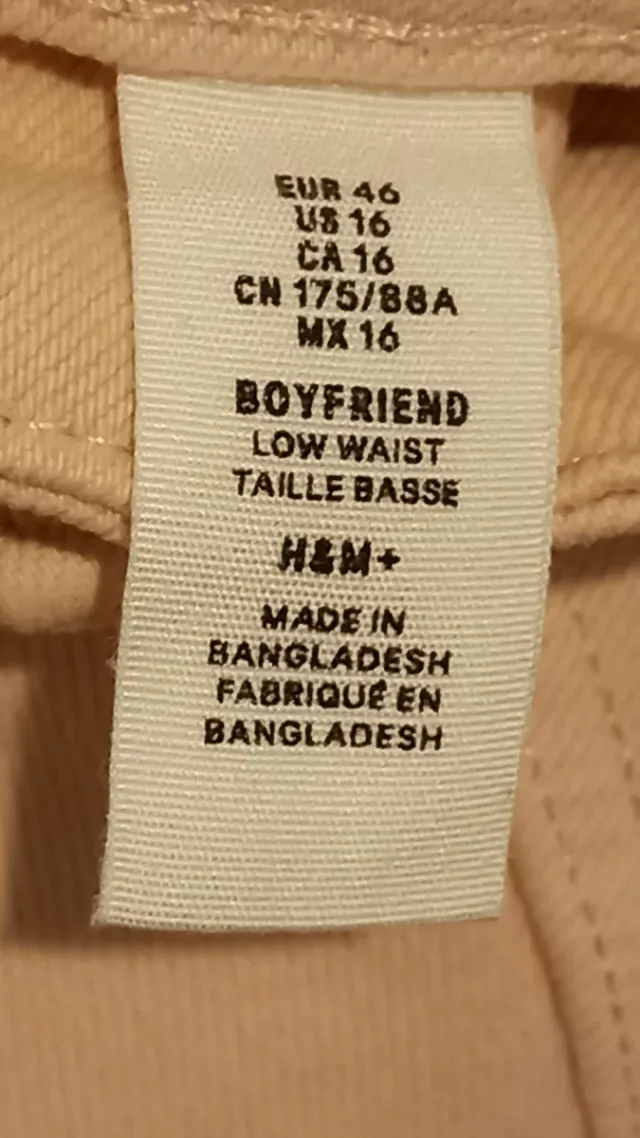 EUR 46
US 16
CA 16
CN 175/88A
MX 16
BOYFRIEND
LOW WAIST
TAILLE BASSE
H&M+
MADE IN
BANGLADESH
FABRIQUÉ EN
BANGLADESH